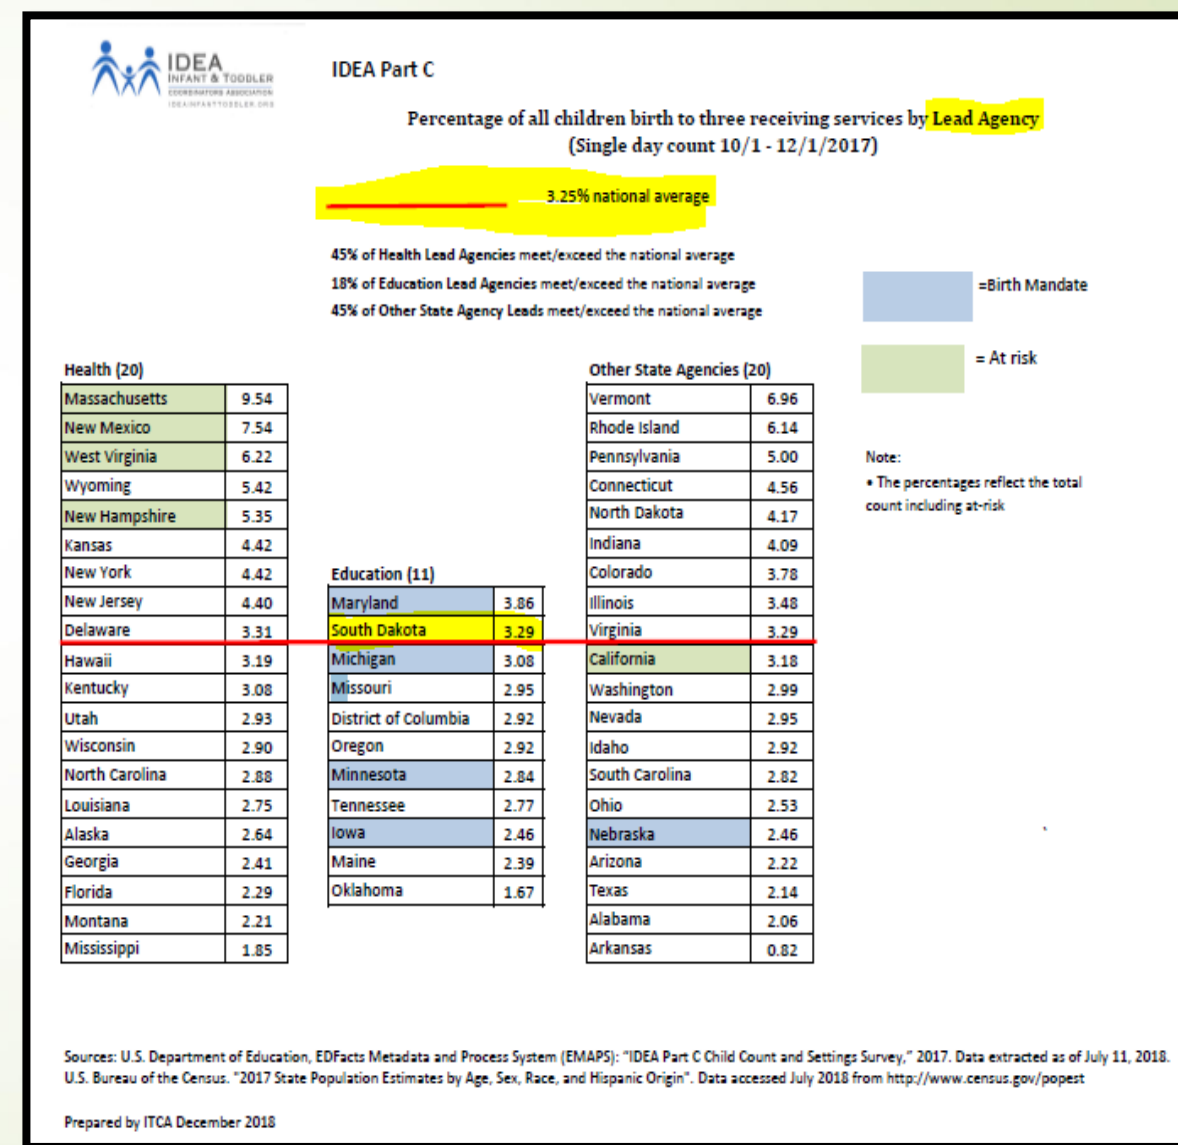 IDEA
INFANT & TODDLER
COORDINATORS ASSOCIATION
IDEAINFANTTODDLER.ORG
IDEA Part C
Percentage of all children birth to three receiving services by Lead Agency
(Single day count 10/1 - 12/1/2017)
3.25% national average
45% of Health Lead Agencies meet/exceed the national average
18% of Education Lead Agencies meet/exceed the national average
45% of Other State Agency Leads meet/exceed the national average
=Birth Mandate
= At risk
Note:
• The percentages reflect the total
count including at-risk
Health (20)
Massachusetts 9.54
New Mexico 7.54
West Virginia 6.22
Wyoming 5.42
New Hampshire 5.35
Kansas 4.42
New York 4.42
New Jersey 4.40
Delaware 3.31
Hawaii 3.19
Kentucky 3.08
Utah 2.93
Wisconsin 2.90
North Carolina 2.88
Louisiana 2.75
Alaska 2.64
Georgia 2.41
Florida 2.29
Montana 2.21
Mississippi 1.85
Education (11)
Maryland 3.86
South Dakota 3.29
Michigan 3.08
Missouri 2.95
District of Columbia 2.92
Oregon 2.92
Minnesota 2.84
Tennessee 2.77
Iowa 2.46
Maine 2.39
Oklahoma 1.67
Other State Agencies (20)
Vermont 6.96
Rhode Island 6.14
Pennsylvania 5.00
Connecticut 4.56
North Dakota 4.17
Indiana 4.09
Colorado 3.78
Illinois 3.48
Virginia 3.29
California 3.18
Washington 2.99
Nevada 2.95
Idaho 2.92
South Carolina 2.82
Ohio 2.53
Nebraska 2.46
Arizona 2.22
Texas 2.14
Alabama 2.06
Arkansas 0.82
Sources: U.S. Department of Education, EDFacts Metadata and Process System (EMAPS): "IDEA Part C Child Count and Settings Survey," 2017. Data extracted as of July 11, 2018.
U.S. Bureau of the Census. "2017 State Population Estimates by Age, Sex, Race, and Hispanic Origin". Data accessed July 2018 from http://www.census.gov/popest
Prepared by ITCA December 2018